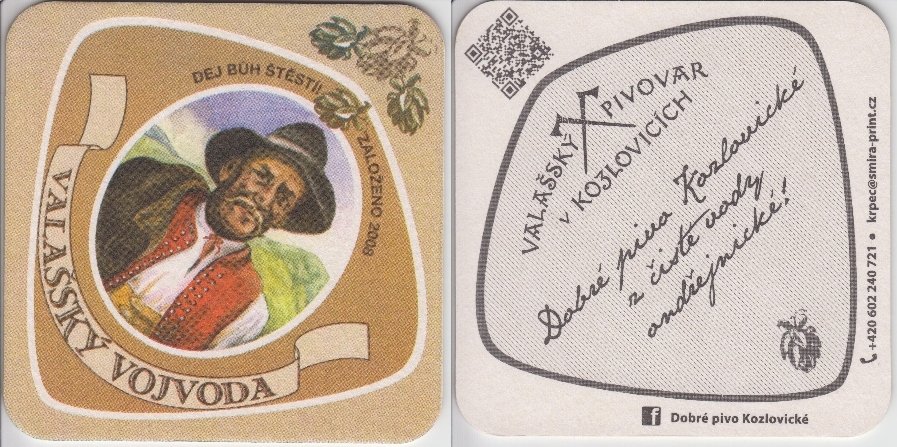 DEJ BŮH ŠTĚSTÍ!
ZALOŽENO 2009
VALAŠSKÝ VOJVODA
VALAŠSKÝ PIVOVAR
v KOZLOVICÍCH
Dobré pivo Kozlovické
z čisté vody
ondřejnické!
+420 602 240 721 ● krpec@smira-print.cz
f Dobré pivo Kozlovické